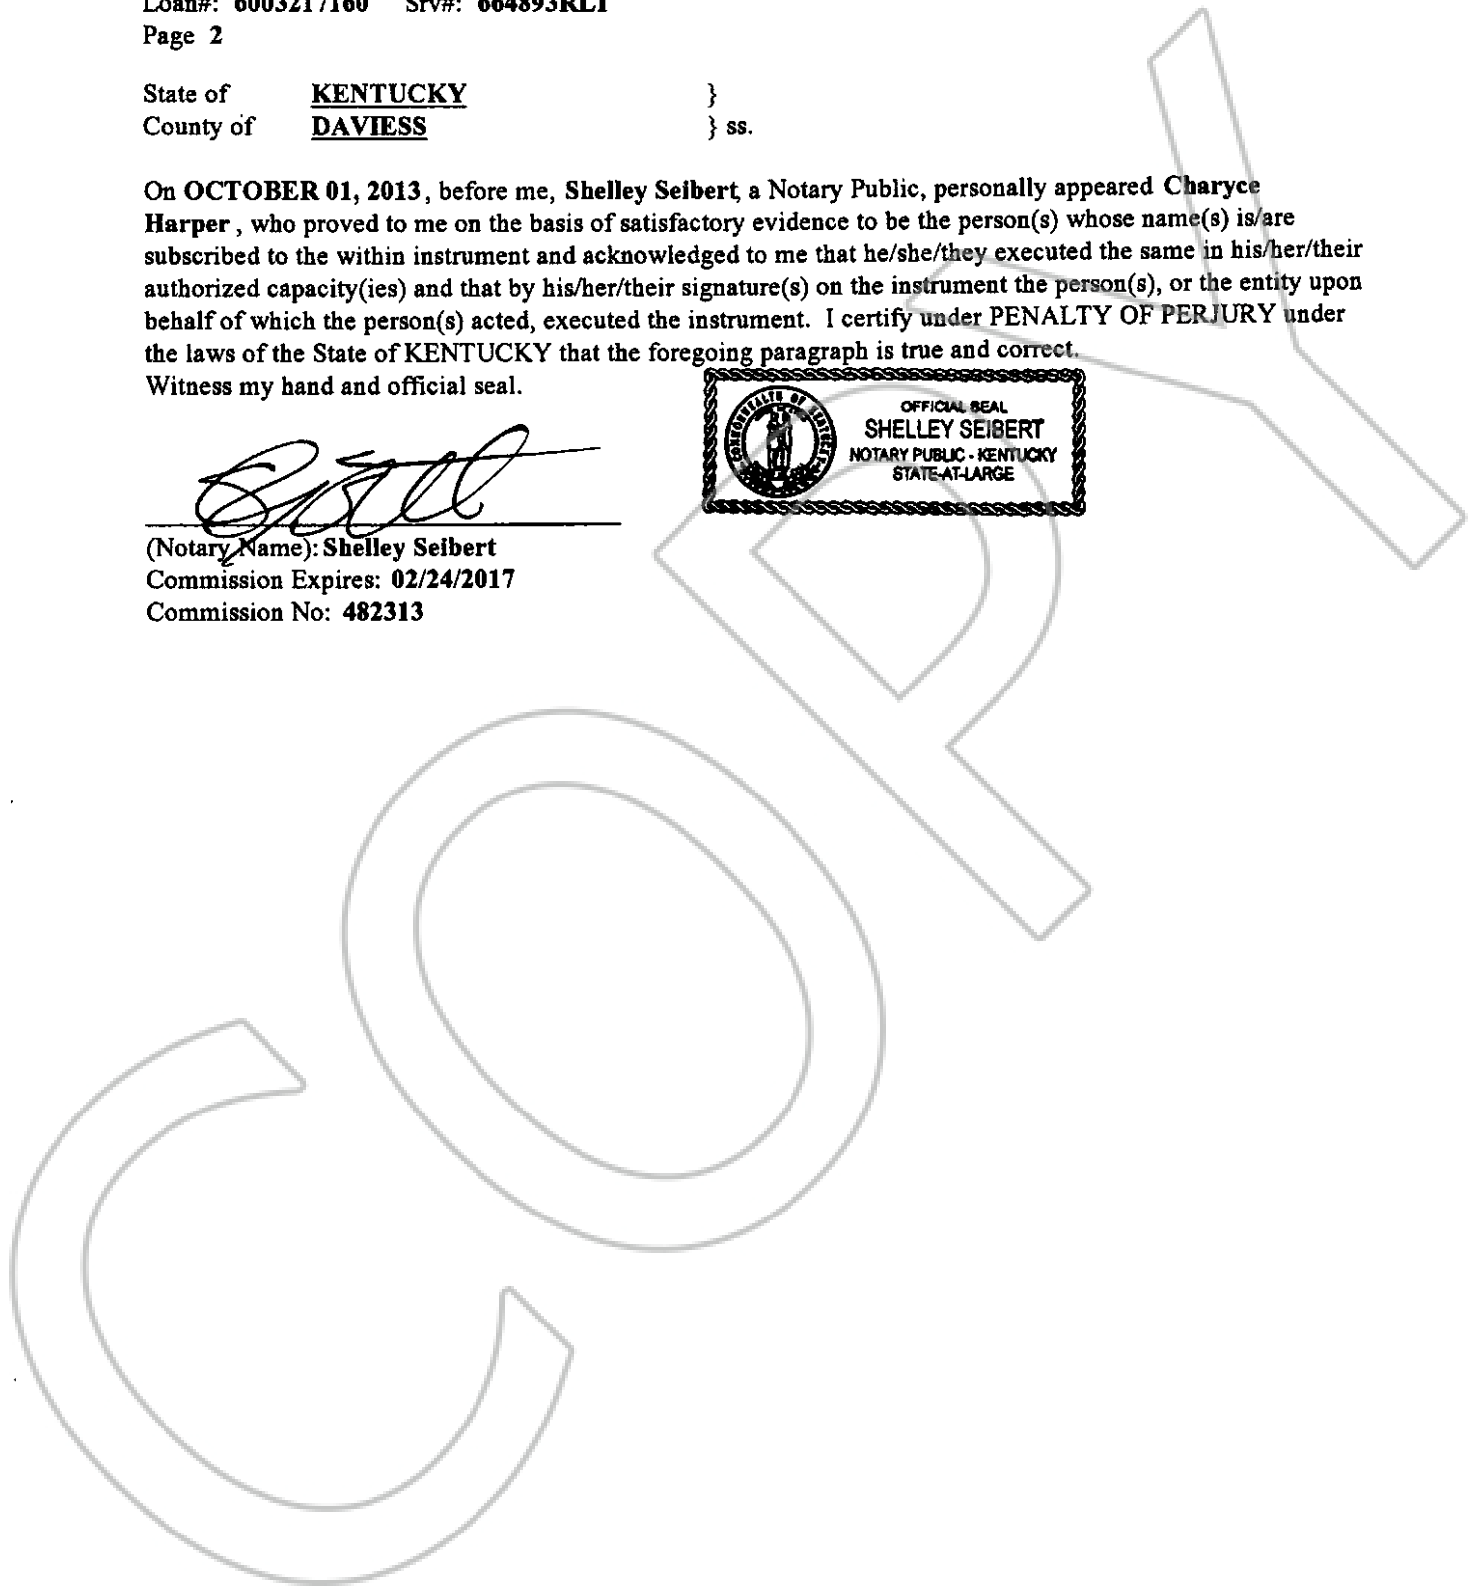 Loan#: 6003217160 Srv#: 664893RL1
Page 2
State of KENTUCKY }
County of DAVIESS } ss.
On OCTOBER 01, 2013, before me, Shelley Seibert, a Notary Public, personally appeared Charyce
Harper , who proved to me on the basis of satisfactory evidence to be the person(s) whose name(s) is/are
subscribed to the within instrument and acknowledged to me that he/she/they executed the same in his/her/their
authorized capacity(ies) and that by his/her/their signature(s) on the instrument the person(s), or the entity upon
behalf of which the person(s) acted, executed the instrument. I certify under PENALTY OF PERJURY under
the laws of the State of KENTUCKY that the foregoing paragraph is true and correct.
Witness my hand and official seal.
OFFICIAL SEAL
SHELLEY SEIBERT
NOTARY PUBLIC - KENTUCKY
STATE-AT-LARGE
(Notary Name): Shelley Seibert
Commission Expires: 02/24/2017
Commission No: 482313
COPY